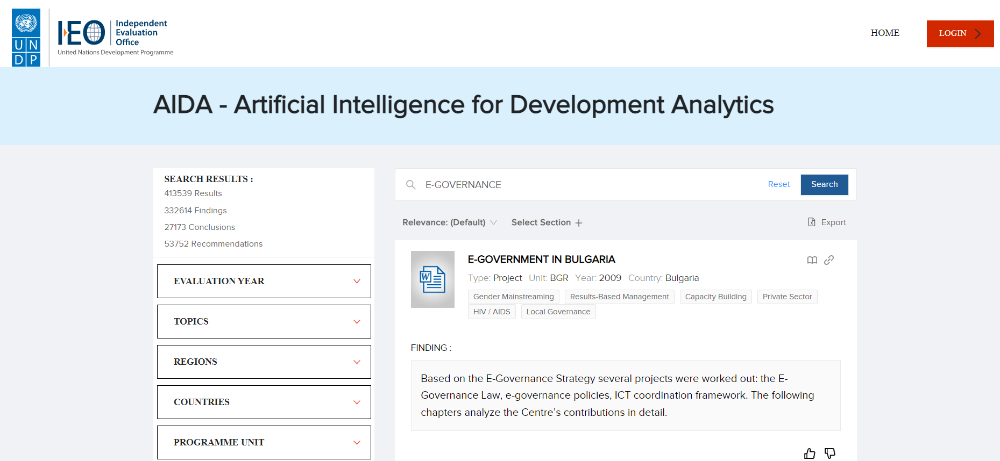 UN
DP
IEO
Independent
Evaluation
Office
United Nations Development Programme
HOME
LOGIN
AIDA - Artificial Intelligence for Development Analytics
SEARCH RESULTS :
413539 Results
332614 Findings
27173 Conclusions
53752 Recommendations
EVALUATION YEAR
TOPICS
REGIONS
COUNTRIES
PROGRAMME UNIT
E-GOVERNANCE
Reset
Search
Relevance: (Default)
Select Section +
Export
W
E-GOVERNMENT IN BULGARIA
Type: Project Unit: BGR Year: 2009 Country: Bulgaria
Gender Mainstreaming Results-Based Management Capacity Building Private Sector
HIV / AIDS Local Governance
FINDING :
Based on the E-Governance Strategy several projects were worked out: the E-
Governance Law, e-governance policies, ICT coordination framework. The following
chapters analyze the Centre’s contributions in detail.